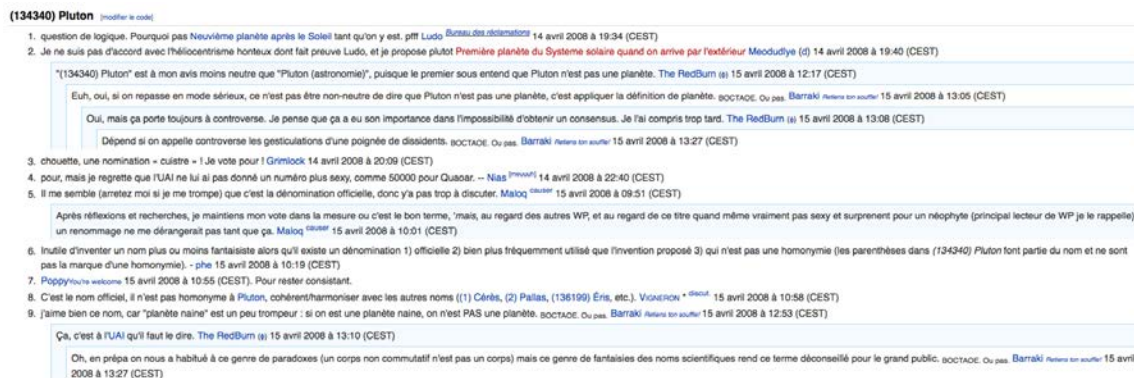 (134340) Pluton [modifier le code]
1. question de logique. Pourquoi pas Neuvième planète après le Soleil tant qu'on y est. pfff Ludo Bureau des réclamations 14 avril 2008 à 19:34 (CEST)
2. Je ne suis pas d'accord avec l'héliocentrisme honteux dont fait preuve Ludo, et je propose plutot Première planète du Systeme solaire quand on arrive par l'extérieur Meodudlye (d) 14 avril 2008 à 19:40 (CEST)
"(134340) Pluton" est à mon avis moins neutre que "Pluton (astronomie)", puisque le premier sous entend que Pluton n'est pas une planète. The RedBurn (ϕ) 15 avril 2008 à 12:17 (CEST)
Euh, oui, si on repasse en mode sérieux, ce n'est pas être non-neutre de dire que Pluton n'est pas une planète, c'est appliquer la définition de planète. BOCTAOE. Ou pas. Barraki Retiens ton souffle! 15 avril 2008 à 13:05 (CEST)
Oui, mais ça porte toujours à controverse. Je pense que ça a eu son importance dans l'impossibilité d'obtenir un consensus. Je l'ai compris trop tard. The RedBurn (ϕ) 15 avril 2008 à 13:08 (CEST)
Dépend si on appelle controverse les gesticulations d'une poignée de dissidents. BOCTAOE. Ou pas. Barraki Retiens ton souffle! 15 avril 2008 à 13:27 (CEST)
3. chouette, une nomination « cuistre » ! Je vote pour ! Grimlock 14 avril 2008 à 20:09 (CEST)
4. pour, mais je regrette que l'UAI ne lui ai pas donné un numéro plus sexy, comme 50000 pour Quaoar. -- Nias [meuuh] 14 avril 2008 à 22:40 (CEST)
5. Il me semble (arretez moi si je me trompe) que c'est la dénomination officielle, donc y'a pas trop à discuter. Maloq causer 15 avril 2008 à 09:51 (CEST)
Après réflexions et recherches, je maintiens mon vote dans la mesure ou c'est le bon terme, 'mais, au regard des autres WP, et au regard de ce titre quand même vraiment pas sexy et surprenent pour un néophyte (principal lecteur de WP je le rappelle)
un renommage ne me dérangerait pas tant que ça. Maloq causer 15 avril 2008 à 10:01 (CEST)
6. Inutile d'inventer un nom plus ou moins fantaisiste alors qu'il existe un dénomination 1) officielle 2) bien plus fréquemment utilisé que l'invention proposé 3) qui n'est pas une homonymie (les parenthèses dans (134340) Pluton font partie du nom et ne sont
pas la marque d'une homonymie). - phe 15 avril 2008 à 10:19 (CEST)
7. Poppy You're welcome 15 avril 2008 à 10:55 (CEST). Pour rester consistant.
8. C'est le nom officiel, il n'est pas homonyme à Pluton, cohérent/harmoniser avec les autres noms ((1) Cérès, (2) Pallas, (136199) Éris, etc.). VIGNERON * discut. 15 avril 2008 à 10:58 (CEST)
9. j'aime bien ce nom, car "planète naine" est un peu trompeur : si on est une planète naine, on n'est PAS une planète. BOCTAOE. Ou pas. Barraki Retiens ton souffle! 15 avril 2008 à 12:53 (CEST)
Ça, c'est à l'UAI qu'il faut le dire. The RedBurn (ϕ) 15 avril 2008 à 13:10 (CEST)
Oh, en prépa on nous a habitué à ce genre de paradoxes (un corps non commutatif n'est pas un corps) mais ce genre de fantaisies des noms scientifiques rend ce terme déconseillé pour le grand public. BOCTAOE. Ou pas. Barraki Retiens ton souffle! 15 avril
2008 à 13:27 (CEST)